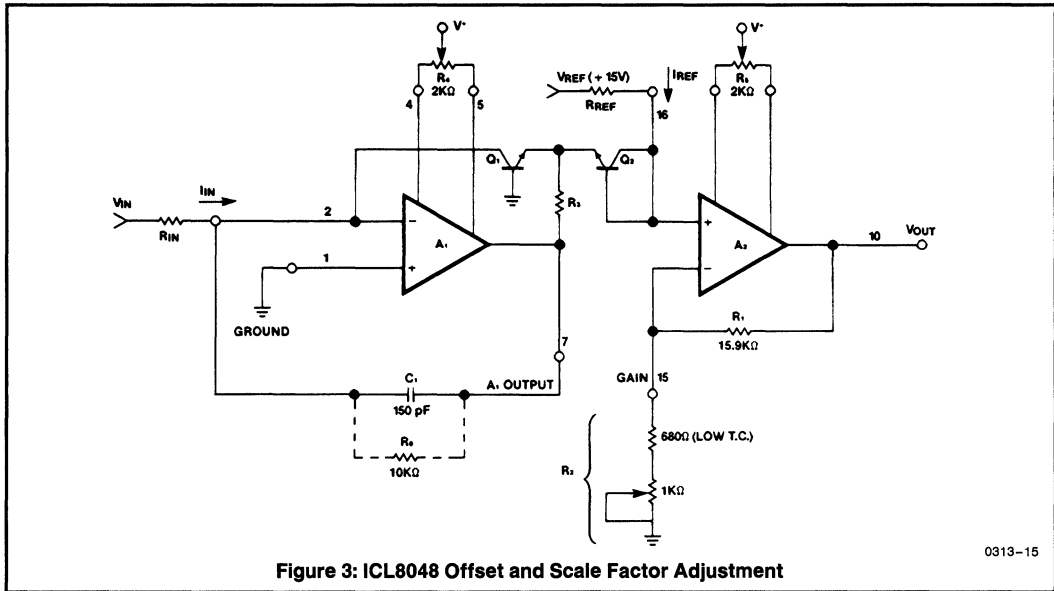 V⁺
R₄
2KΩ
4
5
VREF (+ 15V)
RREF
IREF
16
V⁺
R₅
2KΩ
Q₁
Q₂
R₃
VIN
RIN
IIN
2
1
A₁
GROUND
A₂
10
VOUT
R₁
15.9KΩ
7
A₁ OUTPUT
C₁
150 pF
R₆
10KΩ
GAIN
15
R₂
680Ω (LOW T.C.)
1KΩ
0313–15
Figure 3: ICL8048 Offset and Scale Factor Adjustment